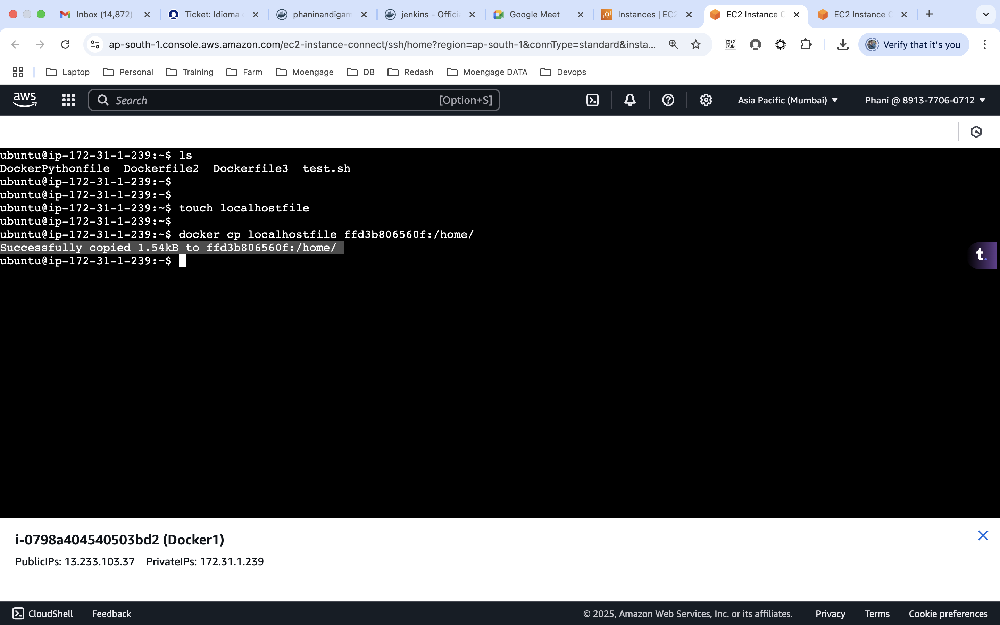 Inbox (14,872) Ticket: Idioma phaninandigam jenkins - Offici Google Meet Instances | EC2 EC2 Instance C EC2 Instance C
ap-south-1.console.aws.amazon.com/ec2-instance-connect/ssh/home?region=ap-south-1&connType=standard&insta... Verify that it's you
Laptop Personal Training Farm Moengage DB Redash Moengage DATA Devops
aws Search [Option+S] Asia Pacific (Mumbai) Phani @ 8913-7706-0712
ubuntu@ip-172-31-1-239:~$ ls
DockerPythonfile Dockerfile2 Dockerfile3 test.sh
ubuntu@ip-172-31-1-239:~$
ubuntu@ip-172-31-1-239:~$
ubuntu@ip-172-31-1-239:~$ touch localhostfile
ubuntu@ip-172-31-1-239:~$
ubuntu@ip-172-31-1-239:~$ docker cp localhostfile ffd3b806560f:/home/
Successfully copied 1.54kB to ffd3b806560f:/home/
ubuntu@ip-172-31-1-239:~$
t.
i-0798a404540503bd2 (Docker1)
PublicIPs: 13.233.103.37 PrivateIPs: 172.31.1.239
CloudShell Feedback © 2025, Amazon Web Services, Inc. or its affiliates. Privacy Terms Cookie preferences